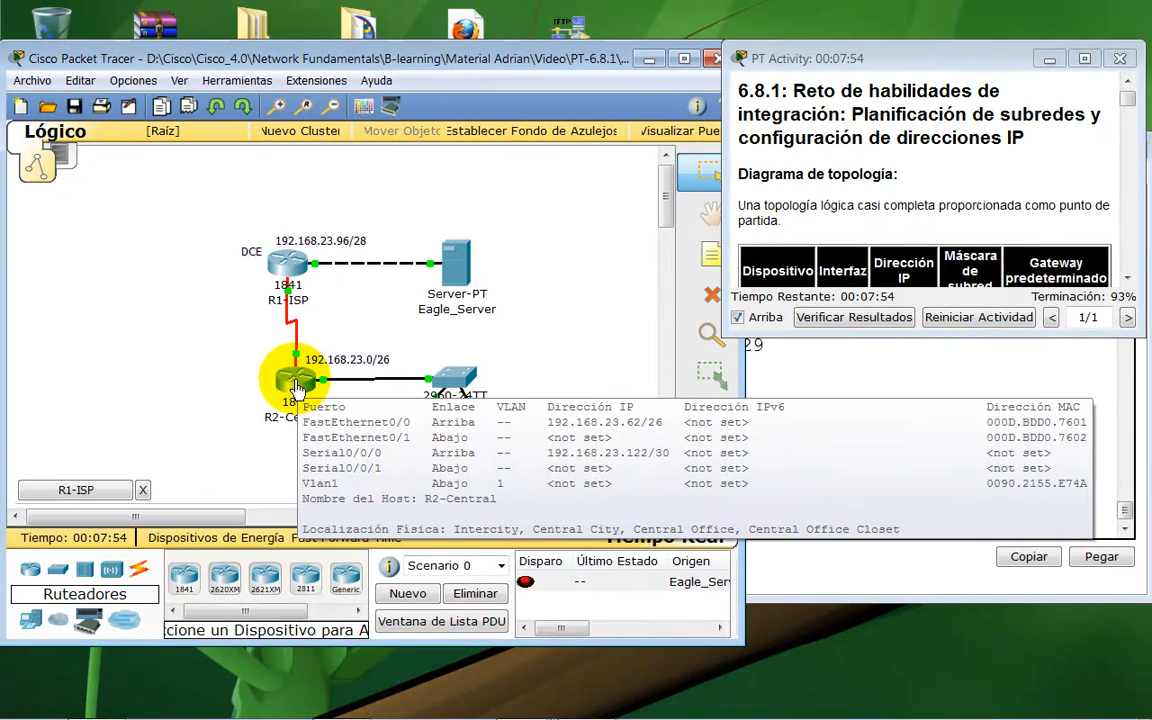 TFTP
Cisco Packet Tracer - D:\Cisco\Cisco_4.0\Network Fundamentals\B-learning\Material Adrian\Video\PT-6.8.1\...
Archivo Editar Opciones Ver Herramientas Extensiones Ayuda
Lógico [Raíz] Nuevo Cluster Mover Objeto Establecer Fondo de Azulejos Visualizar Pue
192.168.23.96/28
DCE
1841
R1-ISP
Server-PT
Eagle_Server
192.168.23.0/26
2960-24TT
18
R2-Ce
Puerto Enlace VLAN Dirección IP Dirección IPv6 Dirección MAC
FastEthernet0/0 Arriba -- 192.168.23.62/26 <not set> 000D.BDD0.7601
FastEthernet0/1 Abajo -- <not set> <not set> 000D.BDD0.7602
Serial0/0/0 Arriba -- 192.168.23.122/30 <not set> <not set>
Serial0/0/1 Abajo -- <not set> <not set> <not set>
Vlan1 Abajo 1 <not set> <not set> 0090.2155.E74A
Nombre del Host: R2-Central
Localización Física: Intercity, Central City, Central Office, Central Office Closet
R1-ISP X
Tiempo: 00:07:54 Dispositivos de Energía Fast Forward Time Tiempo Real
1841 2620XM 2621XM 2811 Generic
Ruteadores
ccione un Dispositivo para A
Scenario 0
Nuevo Eliminar
Ventana de Lista PDU
Disparo Último Estado Origen
-- Eagle_Serv
PT Activity: 00:07:54
6.8.1: Reto de habilidades de
integración: Planificación de subredes y
configuración de direcciones IP
Diagrama de topología:
Una topología lógica casi completa proporcionada como punto de
partida.
Dispositivo Interfaz Dirección IP Máscara de subred Gateway predeterminado
Tiempo Restante: 00:07:54 Terminación: 93%
Arriba Verificar Resultados Reiniciar Actividad < 1/1 >
29
Copiar Pegar